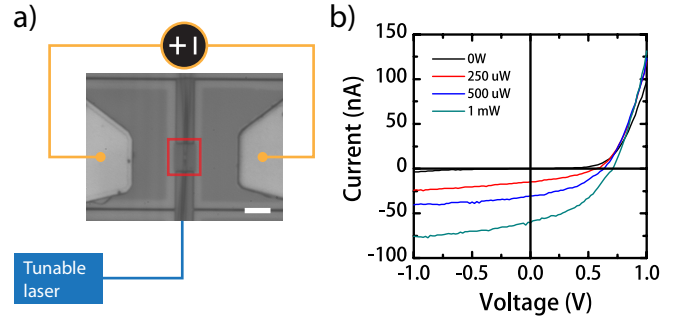 a)
+ I
Tunable
laser
b)
Current (nA)
150
100
50
0
-50
-100
0W
250 uW
500 uW
1 mW
-1.0
-0.5
0.0
0.5
1.0
Voltage (V)